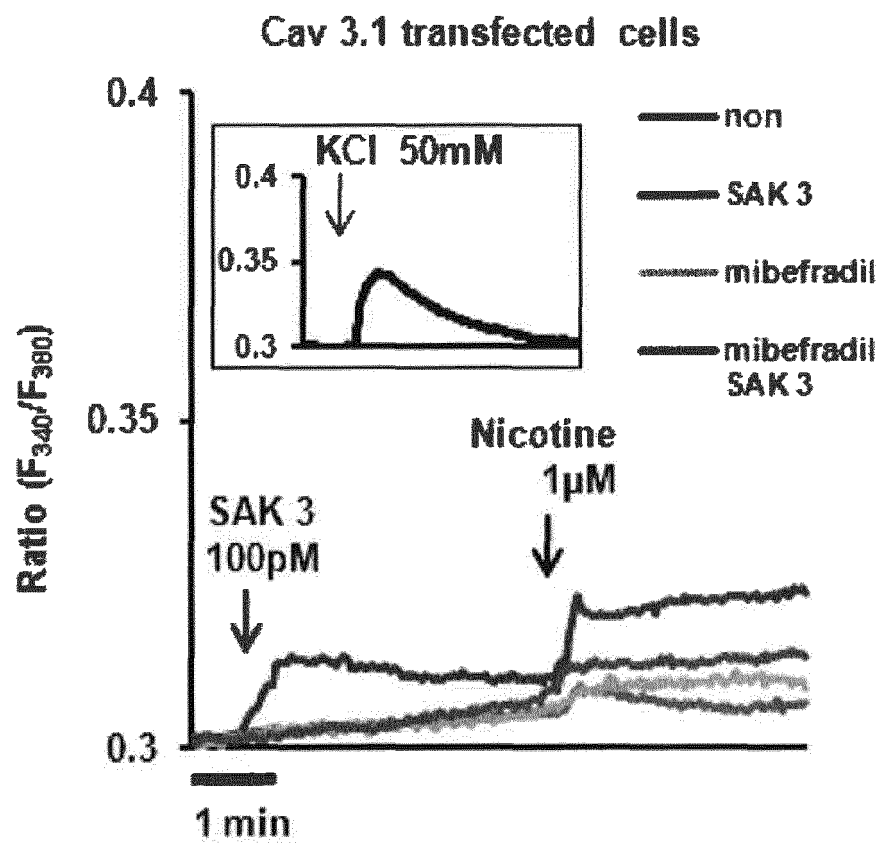 Cav 3.1 transfected cells
0.4
non
SAK 3
mibefradil
mibefradil
SAK 3
KCl 50mM
0.4
0.35
0.3
0.35
Ratio (F340/F380)
Nicotine
1μM
SAK 3
100pM
0.3
1 min